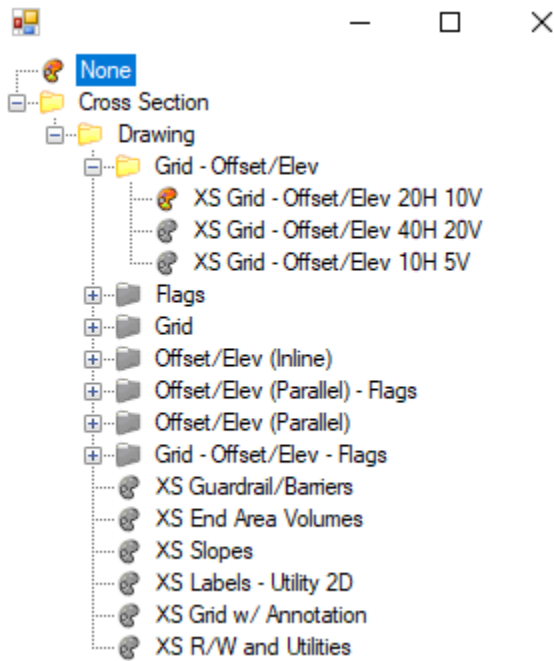 None
Cross Section
Drawing
Grid - Offset/Elev
XS Grid - Offset/Elev 20H 10V
XS Grid - Offset/Elev 40H 20V
XS Grid - Offset/Elev 10H 5V
Flags
Grid
Offset/Elev (Inline)
Offset/Elev (Parallel) - Flags
Offset/Elev (Parallel)
Grid - Offset/Elev - Flags
XS Guardrail/Barriers
XS End Area Volumes
XS Slopes
XS Labels - Utility 2D
XS Grid w/ Annotation
XS R/W and Utilities